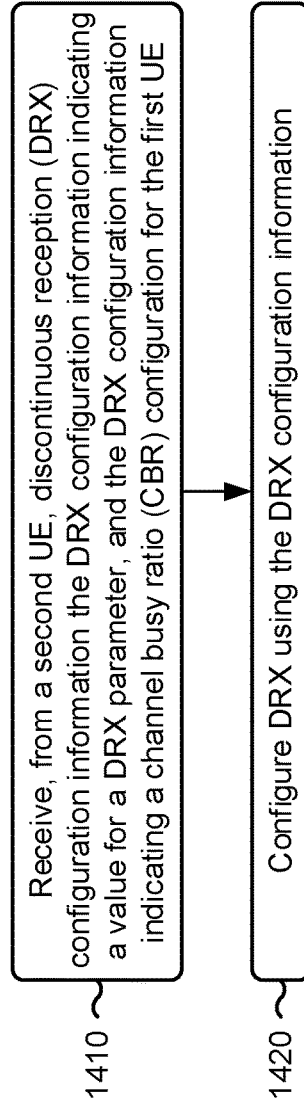 1410
Receive, from a second UE, discontinuous reception (DRX)
configuration information the DRX configuration information indicating
a value for a DRX parameter, and the DRX configuration information
indicating a channel busy ratio (CBR) configuration for the first UE
1420
Configure DRX using the DRX configuration information